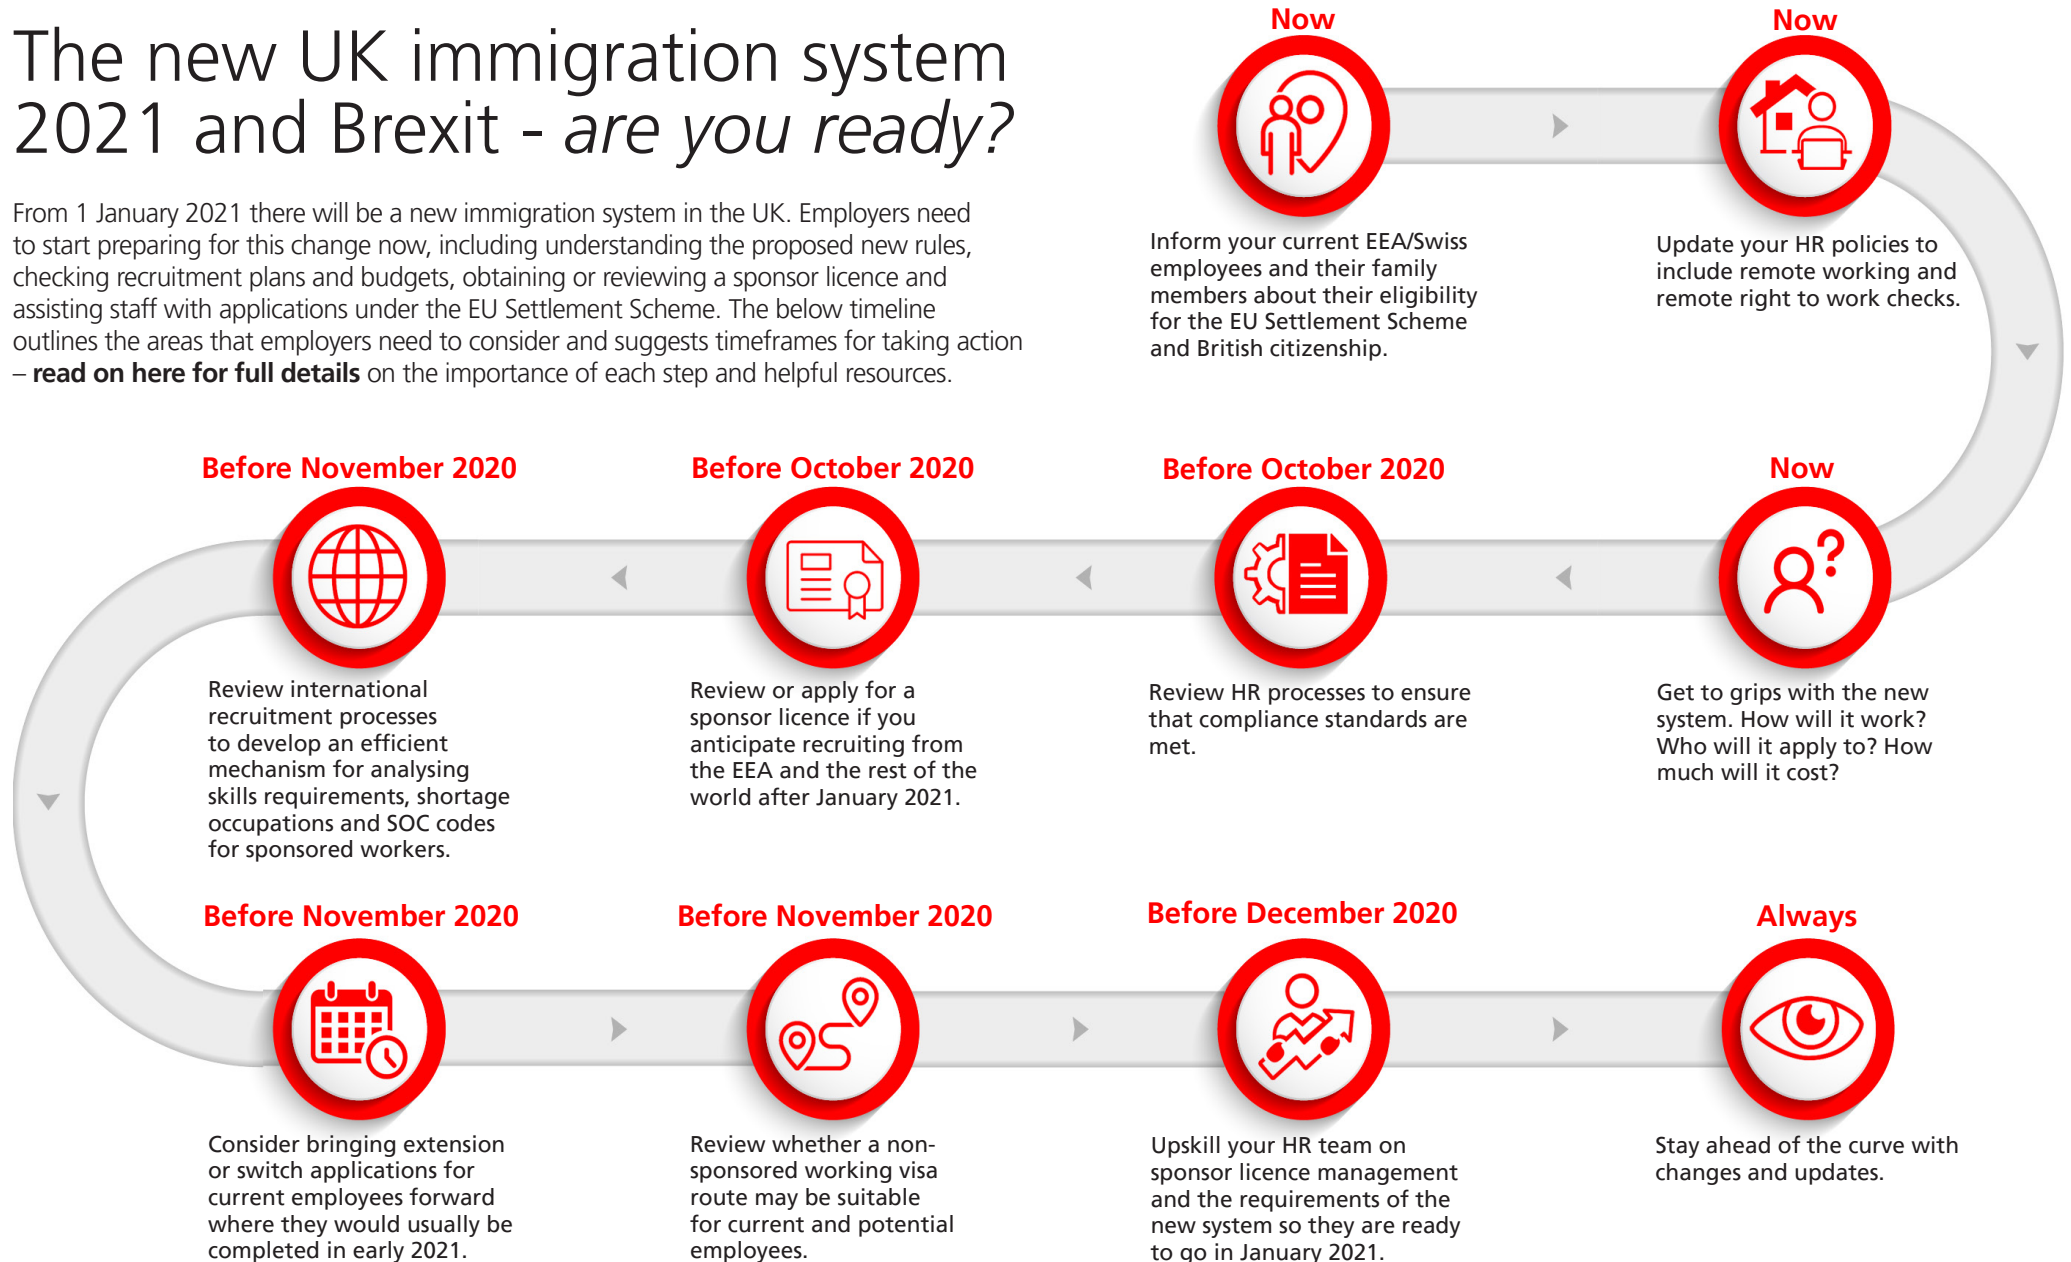 The new UK immigration system
2021 and Brexit - are you ready?
From 1 January 2021 there will be a new immigration system in the UK. Employers need
to start preparing for this change now, including understanding the proposed new rules,
checking recruitment plans and budgets, obtaining or reviewing a sponsor licence and
assisting staff with applications under the EU Settlement Scheme. The below timeline
outlines the areas that employers need to consider and suggests timeframes for taking action
– read on here for full details on the importance of each step and helpful resources.
Now
Inform your current EEA/Swiss
employees and their family
members about their eligibility
for the EU Settlement Scheme
and British citizenship.
Now
Update your HR policies to
include remote working and
remote right to work checks.
Now
Get to grips with the new
system. How will it work?
Who will it apply to? How
much will it cost?
Before October 2020
Review HR processes to ensure
that compliance standards are
met.
Before October 2020
Review or apply for a
sponsor licence if you
anticipate recruiting from
the EEA and the rest of the
world after January 2021.
Before November 2020
Review international
recruitment processes
to develop an efficient
mechanism for analysing
skills requirements, shortage
occupations and SOC codes
for sponsored workers.
Before November 2020
Consider bringing extension
or switch applications for
current employees forward
where they would usually be
completed in early 2021.
Before November 2020
Review whether a non-
sponsored working visa
route may be suitable
for current and potential
employees.
Before December 2020
Upskill your HR team on
sponsor licence management
and the requirements of the
new system so they are ready
to go in January 2021.
Always
Stay ahead of the curve with
changes and updates.